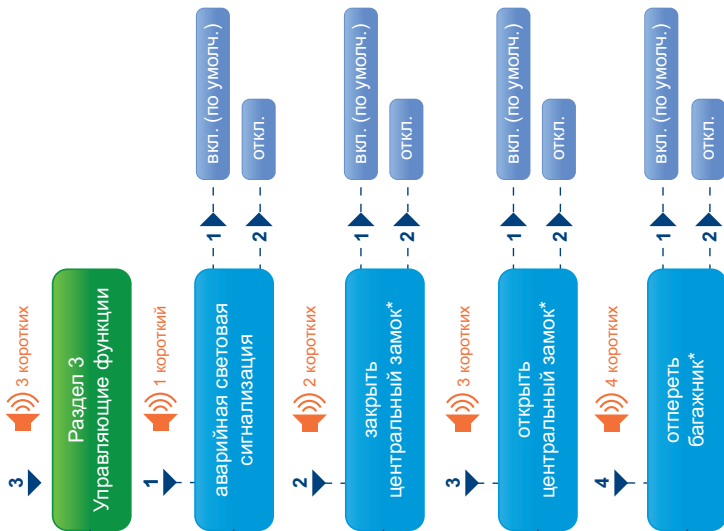 3
3 коротких
Раздел 3
Управляющие функции
1
1 короткий
аварийная световая
сигнализация
1
вкл. (по умолч.)
2
откл.
2
2 коротких
закрыть
центральный замок*
1
вкл. (по умолч.)
2
откл.
3
3 коротких
открыть
центральный замок*
1
вкл. (по умолч.)
2
откл.
4
4 коротких
отпереть
багажник*
1
вкл. (по умолч.)
2
откл.